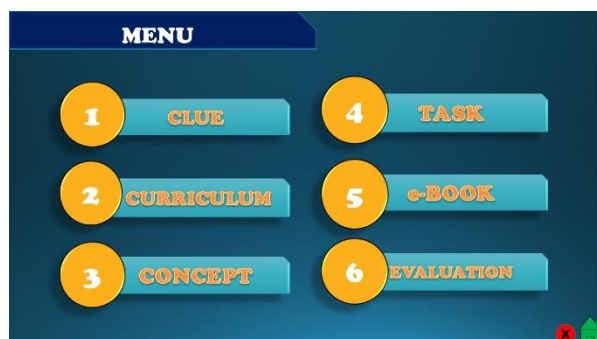 MENU
1 CLUE
2 CURRICULUM
3 CONCEPT
4 TASK
5 e-BOOK
6 EVALUATION
X